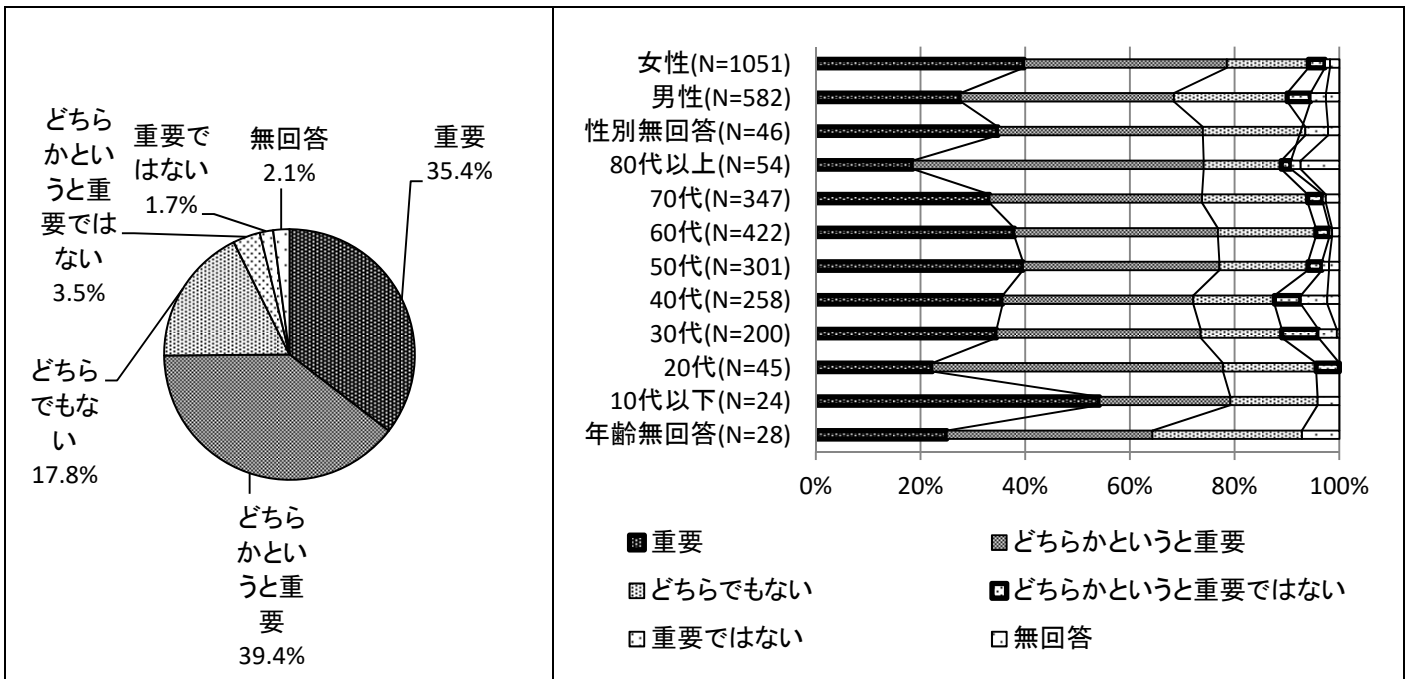 重要
35.4%
どちら
かとい
うと重
要
39.4%
どちら
でもな
い
17.8%
どちら
かとい
うと重
要では
ない
3.5%
重要で
はない
1.7%
無回答
2.1%
女性(N=1051)
男性(N=582)
性別無回答(N=46)
80代以上(N=54)
70代(N=347)
60代(N=422)
50代(N=301)
40代(N=258)
30代(N=200)
20代(N=45)
10代以下(N=24)
年齢無回答(N=28)
0% 20% 40% 60% 80% 100%
重要 どちらかというと重要
どちらでもない どちらかというと重要ではない
重要ではない 無回答